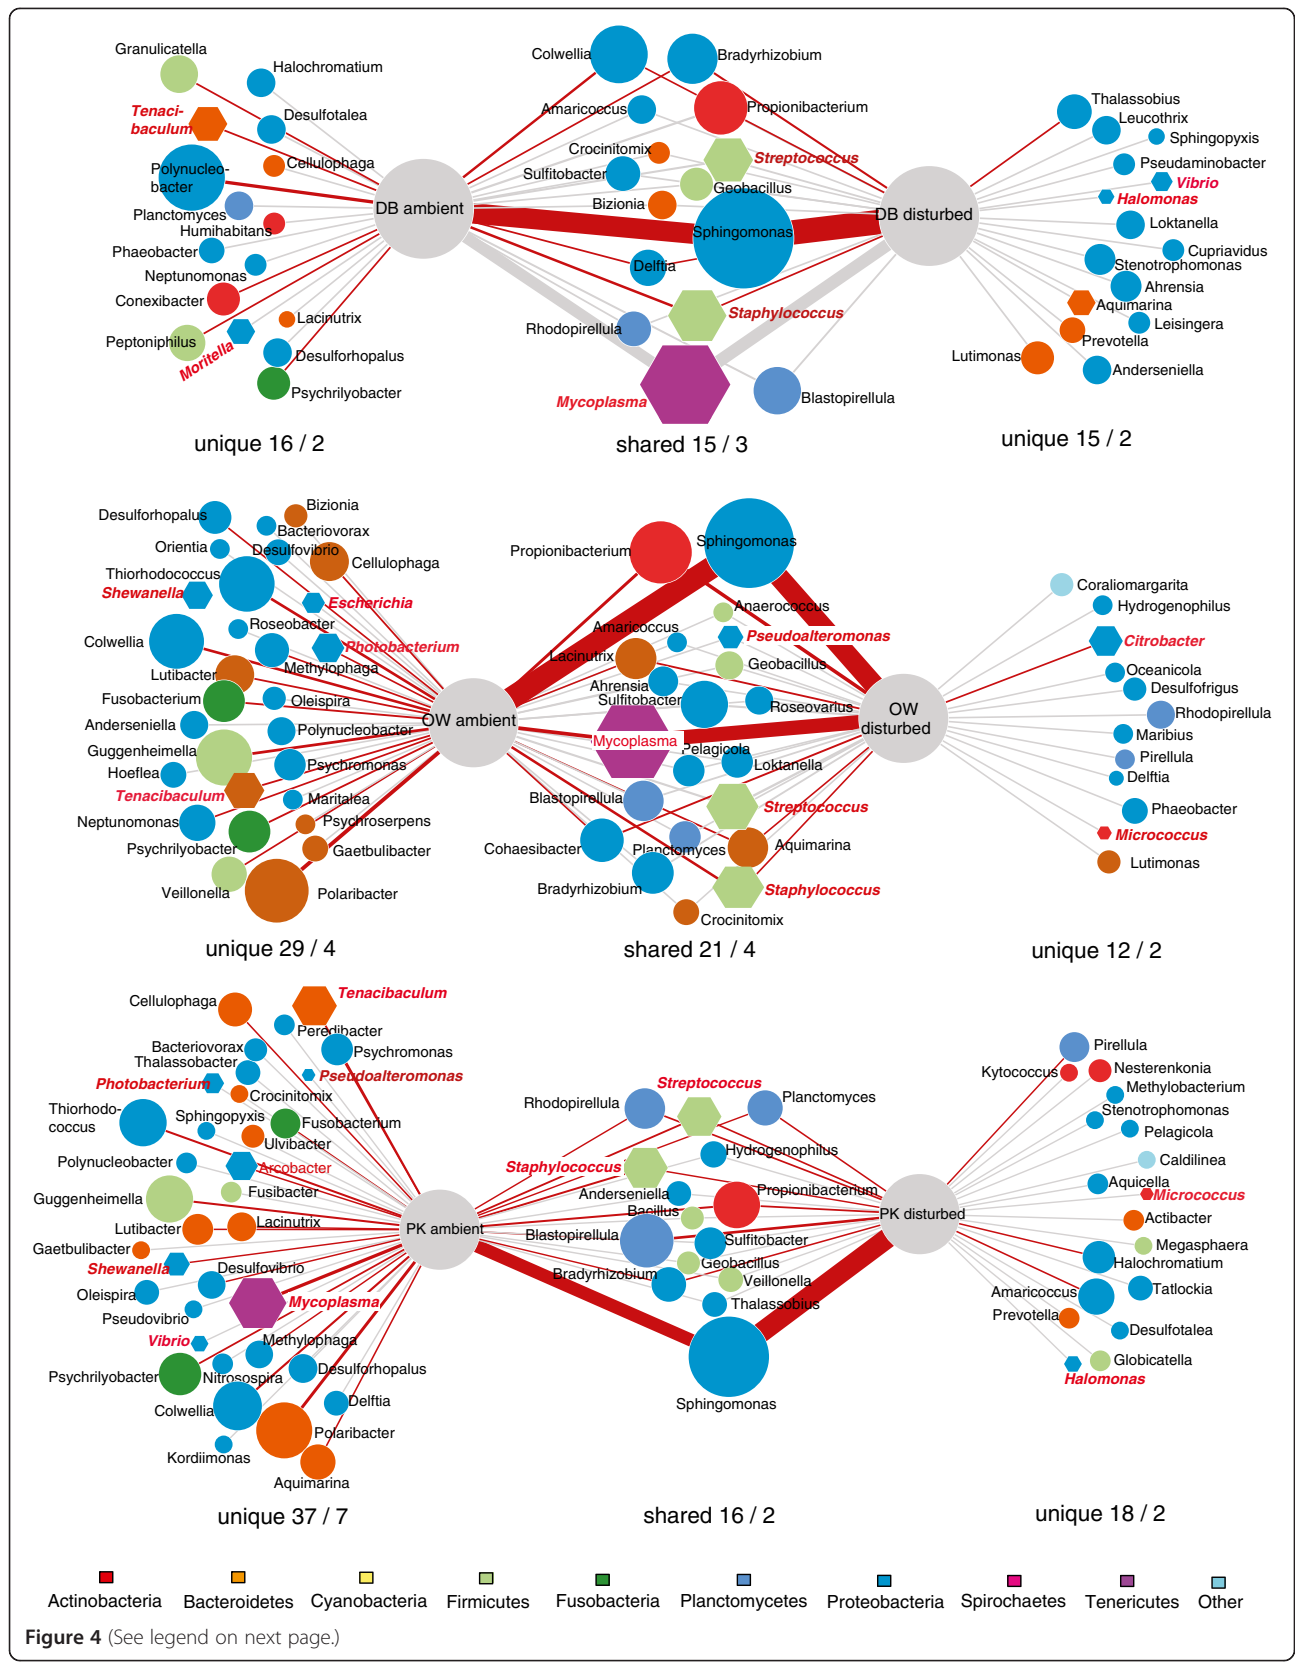 Granulicatella
Halochromatium
Tenaci-
baculum
Desulfotalea
Cellulophaga
Polynucleo-
bacter
Planctomyces
Humihabitans
Phaeobacter
Neptunomonas
Conexibacter
Lacinutrix
Peptoniphilus
Moritella
Desulforhopalus
Psychrilyobacter
DB ambient
unique 16 / 2
Colwellia
Bradyrhizobium
Amaricoccus
Propionibacterium
Crocinitomix
Streptococcus
Sulfitobacter
Geobacillus
Bizionia
Sphingomonas
Delftia
Staphylococcus
Rhodopirellula
Mycoplasma
Blastopirellula
shared 15 / 3
DB disturbed
Thalassobius
Leucothrix
Sphingopyxis
Pseudaminobacter
Vibrio
Halomonas
Loktanella
Cupriavidus
Stenotrophomonas
Ahrensia
Aquimarina
Leisingera
Prevotella
Lutimonas
Anderseniella
unique 15 / 2
Desulforhopalus
Bizionia
Bacteriovorax
Orientia
Desulfovibrio
Cellulophaga
Thiorhodococcus
Shewanella
Escherichia
Roseobacter
Colwellia
Photobacterium
Methylophaga
Lutibacter
Fusobacterium
Oleispira
Anderseniella
Polynucleobacter
Guggenheimella
Psychromonas
Hoeflea
Tenacibaculum
Maritalea
Neptunomonas
Psychroserpens
Psychrilyobacter
Gaetbulibacter
Veillonella
Polaribacter
OW ambient
unique 29 / 4
Propionibacterium
Sphingomonas
Anaerococcus
Amaricoccus
Pseudoalteromonas
Lacinutrix
Geobacillus
Ahrensia
Sulfitobacter
Roseovarius
Mycoplasma
Pelagicola
Loktanella
Blastopirellula
Streptococcus
Cohaesibacter
Planctomyces
Aquimarina
Bradyrhizobium
Staphylococcus
Crocinitomix
shared 21 / 4
OW
disturbed
Coraliomargarita
Hydrogenophilus
Citrobacter
Oceanicola
Desulfofrigus
Rhodopirellula
Maribius
Pirellula
Delftia
Phaeobacter
Micrococcus
Lutimonas
unique 12 / 2
Cellulophaga
Tenacibaculum
Peredibacter
Bacteriovorax
Psychromonas
Thalassobacter
Photobacterium
Pseudoalteromonas
Crocinitomix
Thiorhodo-
coccus
Sphingopyxis
Fusobacterium
Ulvibacter
Polynucleobacter
Arcobacter
Guggenheimella
Fusibacter
Lutibacter
Lacinutrix
Gaetbulibacter
Shewanella
Desulfovibrio
Oleispira
Mycoplasma
Pseudovibrio
Vibrio
Methylophaga
Psychrilyobacter
Nitrosospira
Desulforhopalus
Colwellia
Delftia
Polaribacter
Kordiimonas
Aquimarina
PK ambient
unique 37 / 7
Streptococcus
Rhodopirellula
Planctomyces
Hydrogenophilus
Staphylococcus
Anderseniella
Propionibacterium
Bacillus
Blastopirellula
Sulfitobacter
Geobacillus
Bradyrhizobium
Veillonella
Thalassobius
Sphingomonas
shared 16 / 2
PK disturbed
Pirellula
Kytococcus
Nesterenkonia
Methylobacterium
Stenotrophomonas
Pelagicola
Caldilinea
Aquicella
Micrococcus
Actibacter
Megasphaera
Halochromatium
Amaricoccus
Tatlockia
Prevotella
Desulfotalea
Globicatella
Halomonas
unique 18 / 2
Actinobacteria Bacteroidetes Cyanobacteria Firmicutes Fusobacteria Planctomycetes Proteobacteria Spirochaetes Tenericutes Other
Figure 4 (See legend on next page.)